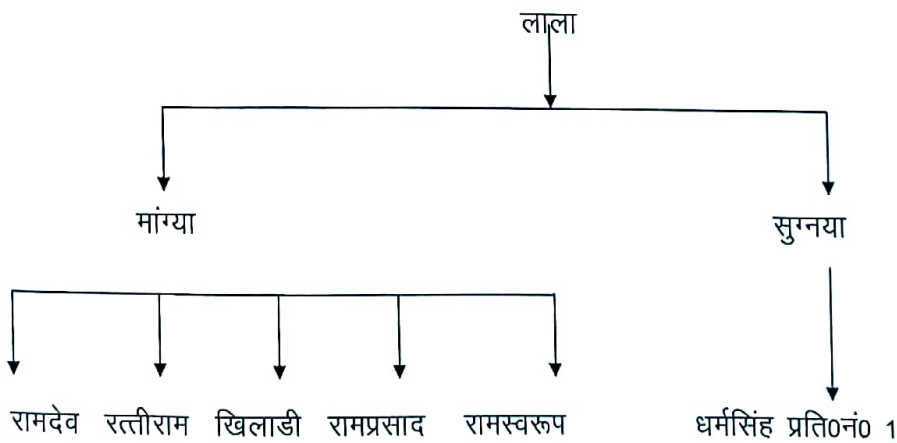 लाला
मांग्या सुग्नया
रामदेव रत्तीराम खिलाडी रामप्रसाद रामस्वरूप धर्मसिंह प्रति0नं0 1